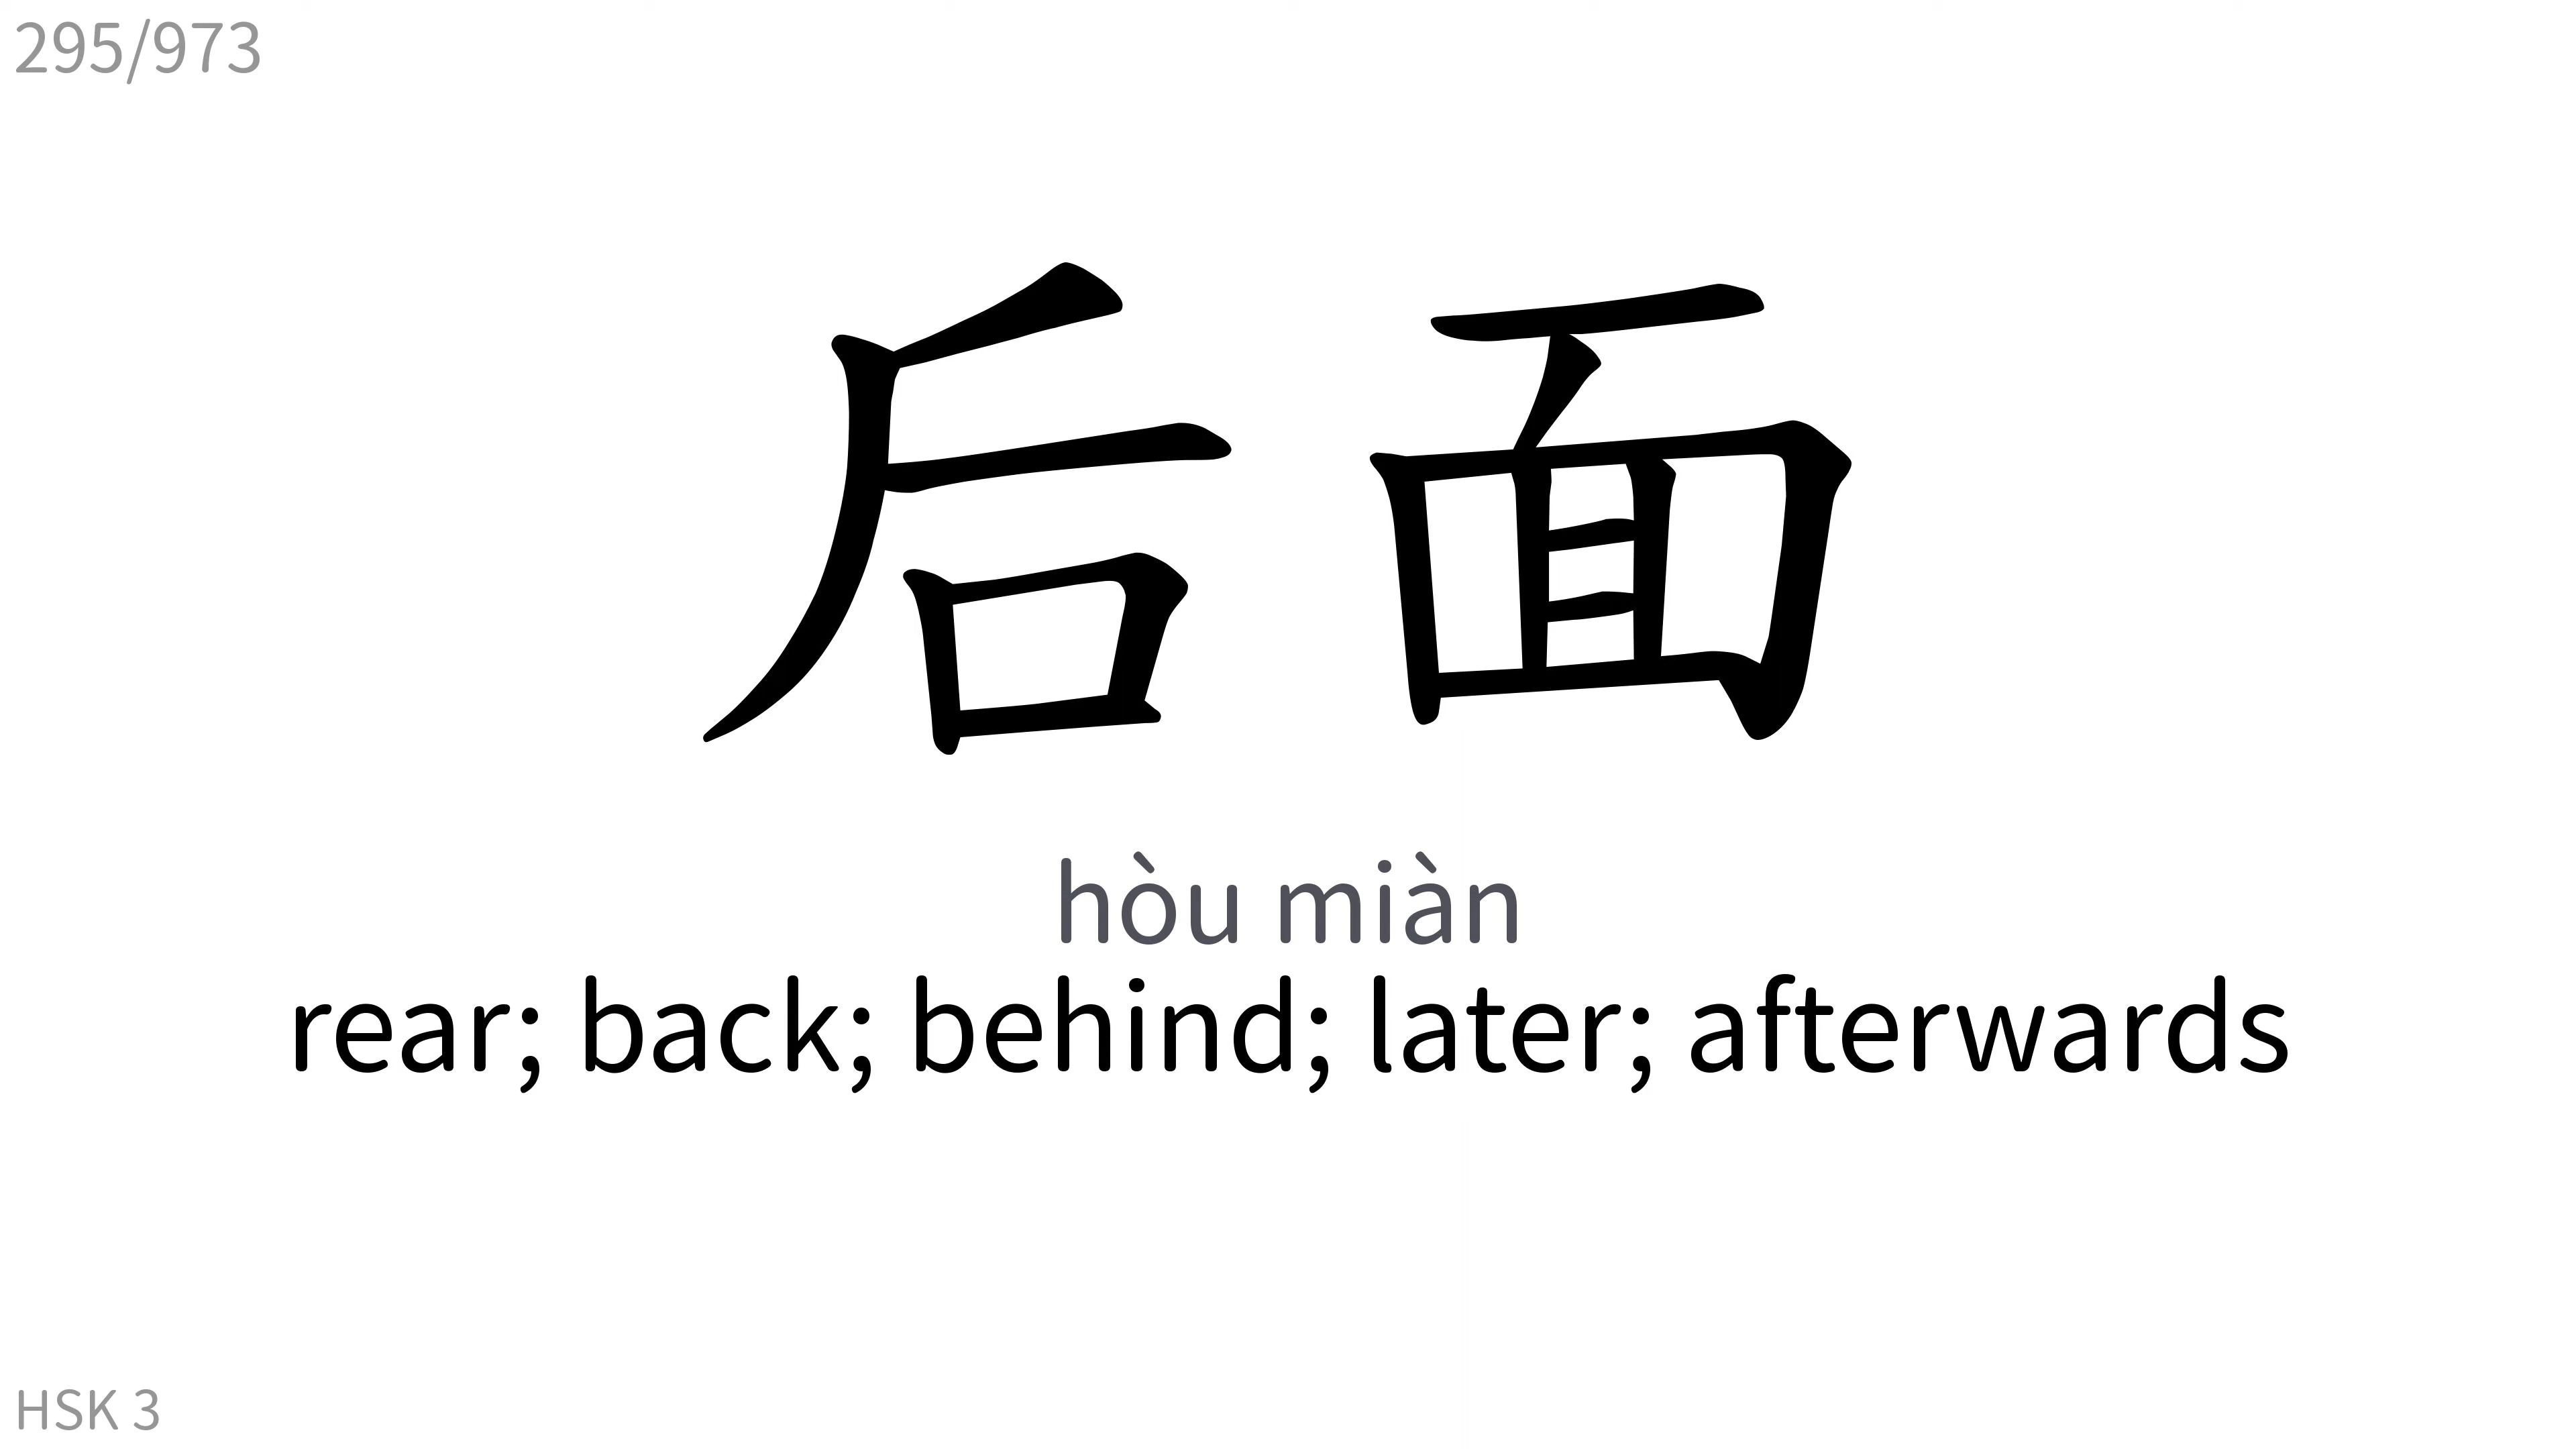 295/973
后面
hòu miàn
rear; back; behind; later; afterwards
HSK 3